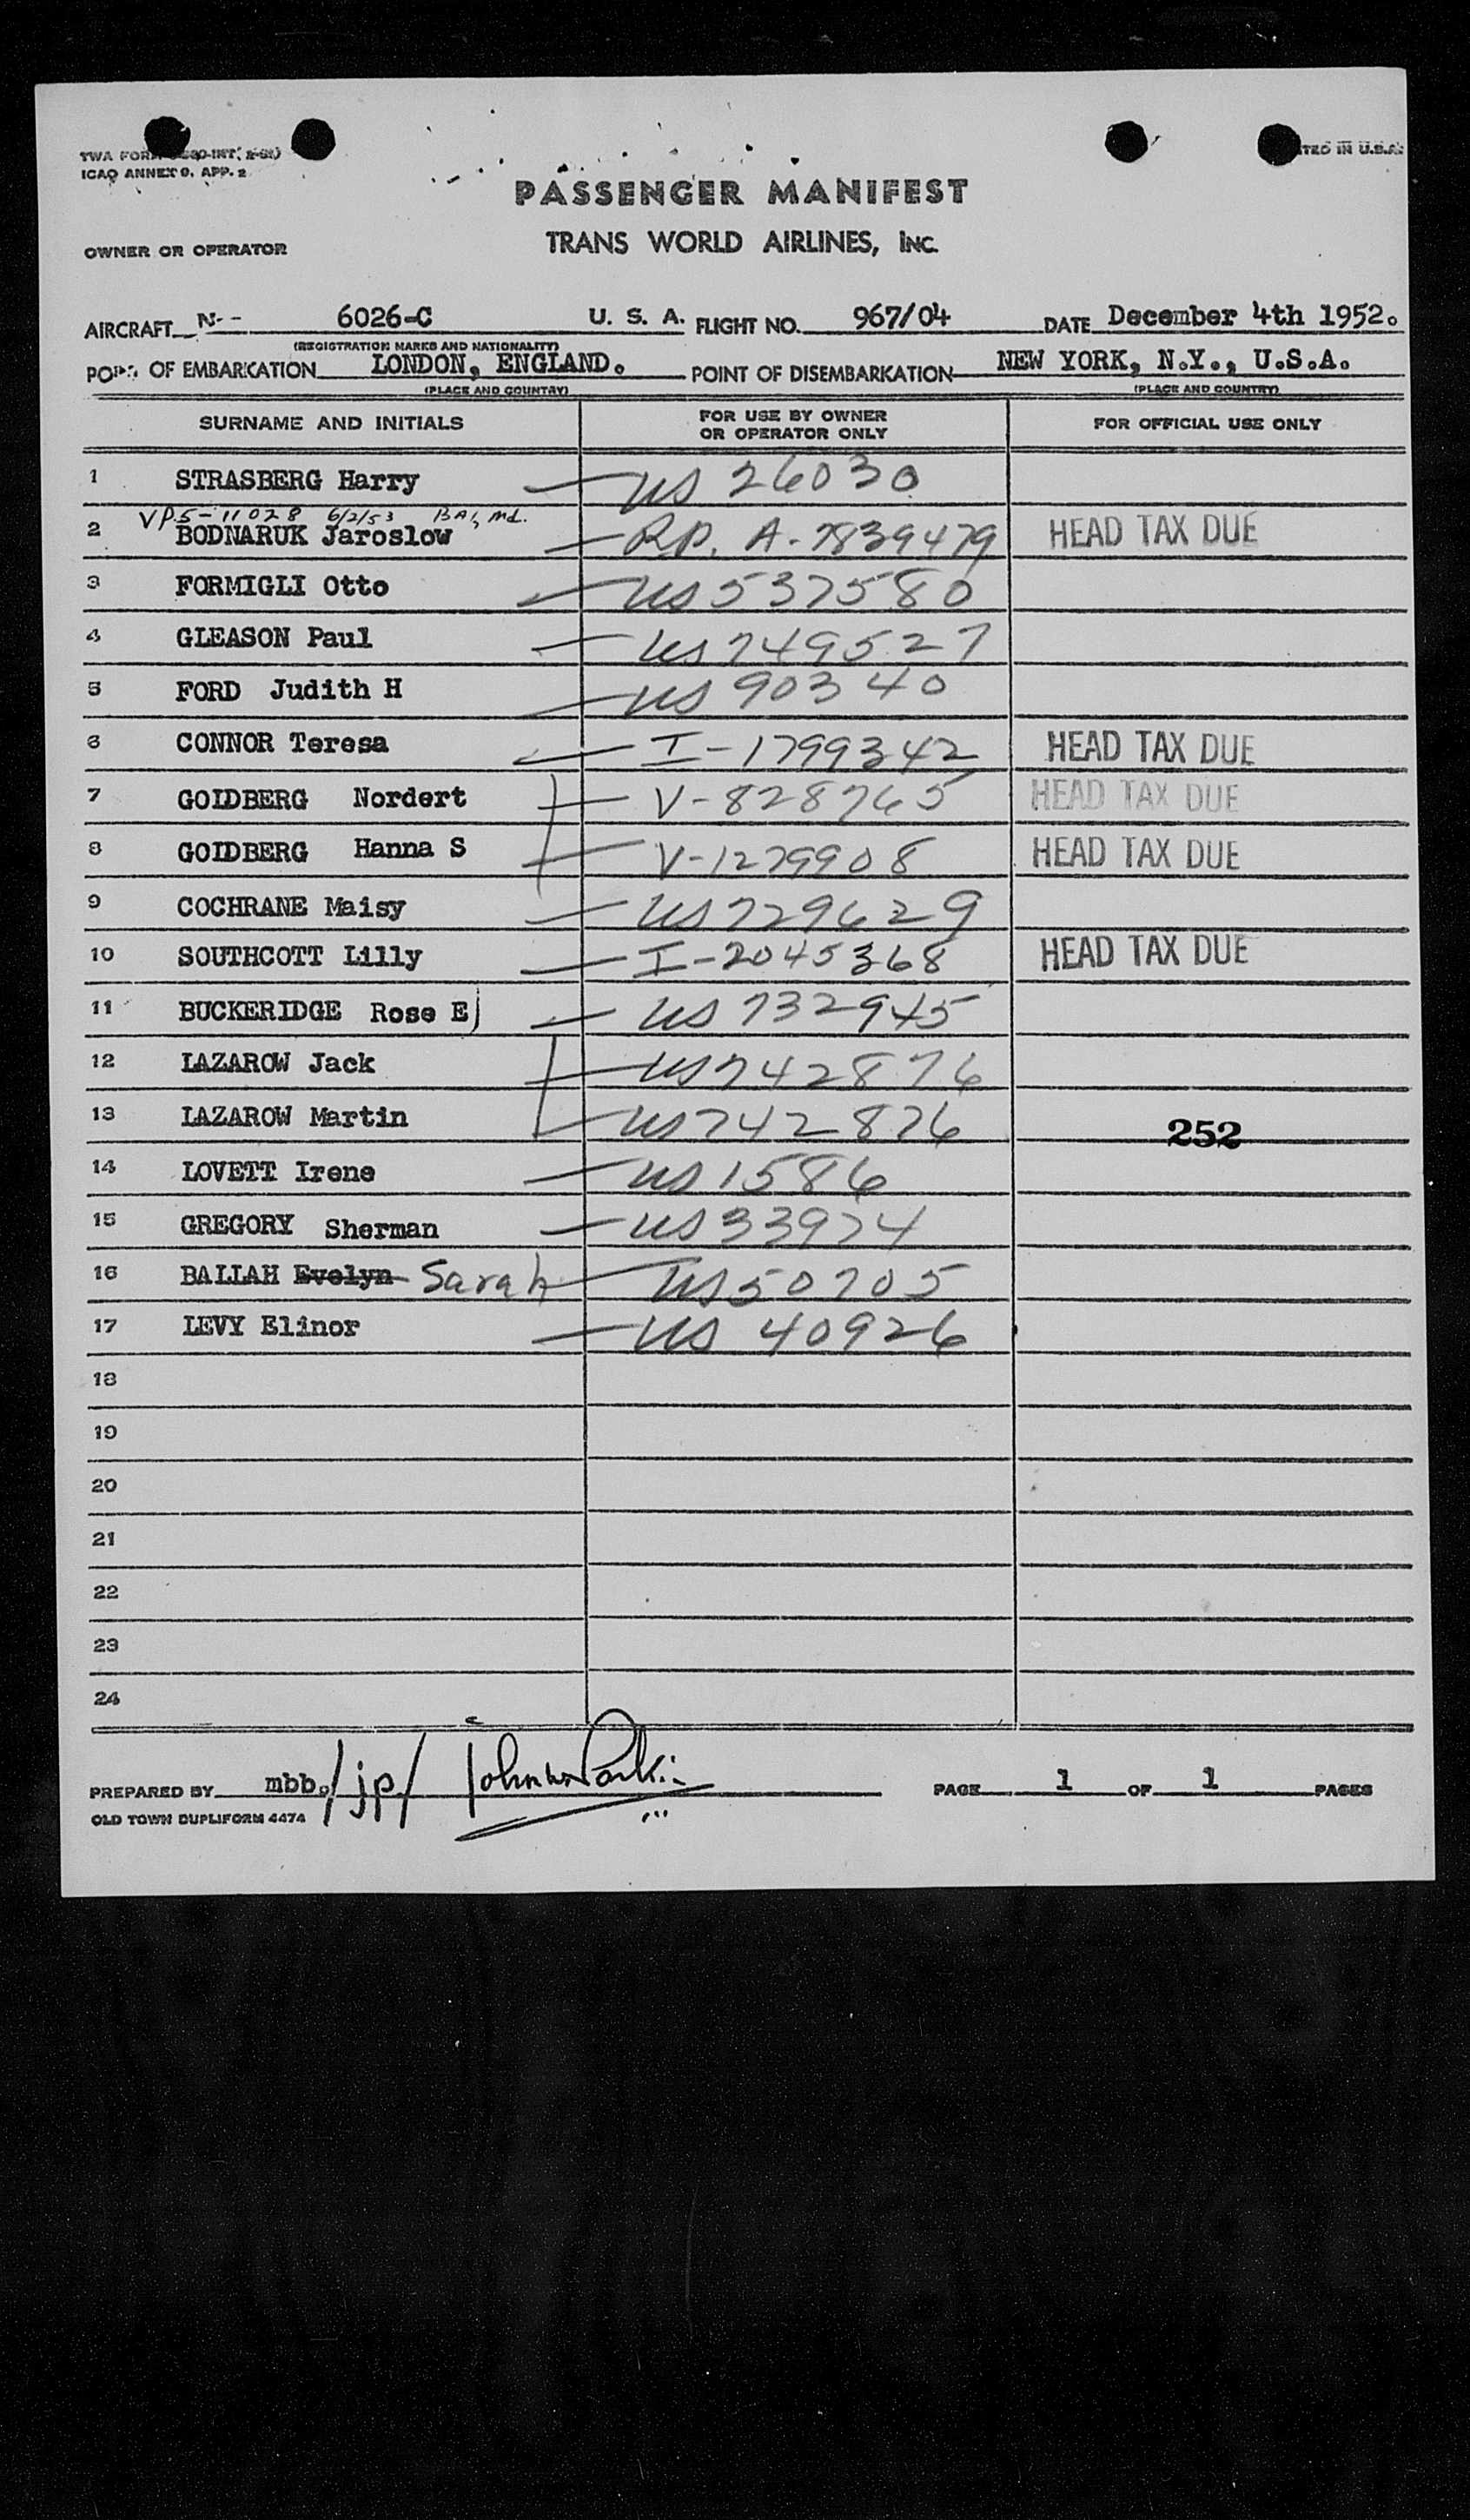 ICAO ANNEX 9, APP. 2
PASSENGER MANIFEST
OWNER OR OPERATOR
TRANS WORLD AIRLINES, INC.
AIRCRAFT N-- 6026-C U. S. A. FLIGHT NO. 967/04 DATE December 4th 1952.
(REGISTRATION MARKS AND NATIONALITY)
POINT OF EMBARKATION LONDON, ENGLAND. POINT OF DISEMBARKATION NEW YORK, N.Y., U.S.A.
(PLACE AND COUNTRY) (PLACE AND COUNTRY)
SURNAME AND INITIALS FOR USE BY OWNER OR OPERATOR ONLY FOR OFFICIAL USE ONLY
1 STRASBERG Harry US 26030
VPS-11028 6/2/53 BAL, Md.
2 BODNARUK Jaroslow RP. A-7839479 HEAD TAX DUE
3 FORMIGLI Otto US 537580
4 GLEASON Paul US 749527
5 FORD Judith H US 90340
6 CONNOR Teresa I-1799342 HEAD TAX DUE
7 GOLDBERG Nordert V-828765 HEAD TAX DUE
8 GOLDBERG Hanna S V-1279908 HEAD TAX DUE
9 COCHRANE Maisy US 729629
10 SOUTHCOTT Lilly I-2045368 HEAD TAX DUE
11 BUCKERIDGE Rose E US 732945
12 LAZAROW Jack US 742876
13 LAZAROW Martin US 742876 252
14 LOVETT Irene US 1586
15 GREGORY Sherman US 33974
16 BALLAH Evelyn Sarah US 50705
17 LEVY Elinor US 40926
18
19
20
21
22
23
24
PREPARED BY mbb./jp/ PAGE 1 OF 1 PAGES
OLD TOWN DUPLIFORM 4474